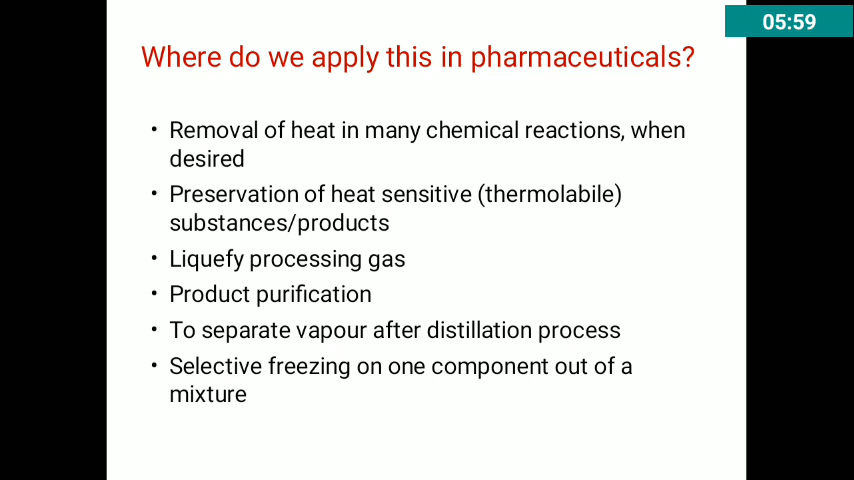 05:59
Where do we apply this in pharmaceuticals?
• Removal of heat in many chemical reactions, when
desired
• Preservation of heat sensitive (thermolabile)
substances/products
• Liquefy processing gas
• Product purification
• To separate vapour after distillation process
• Selective freezing on one component out of a
mixture